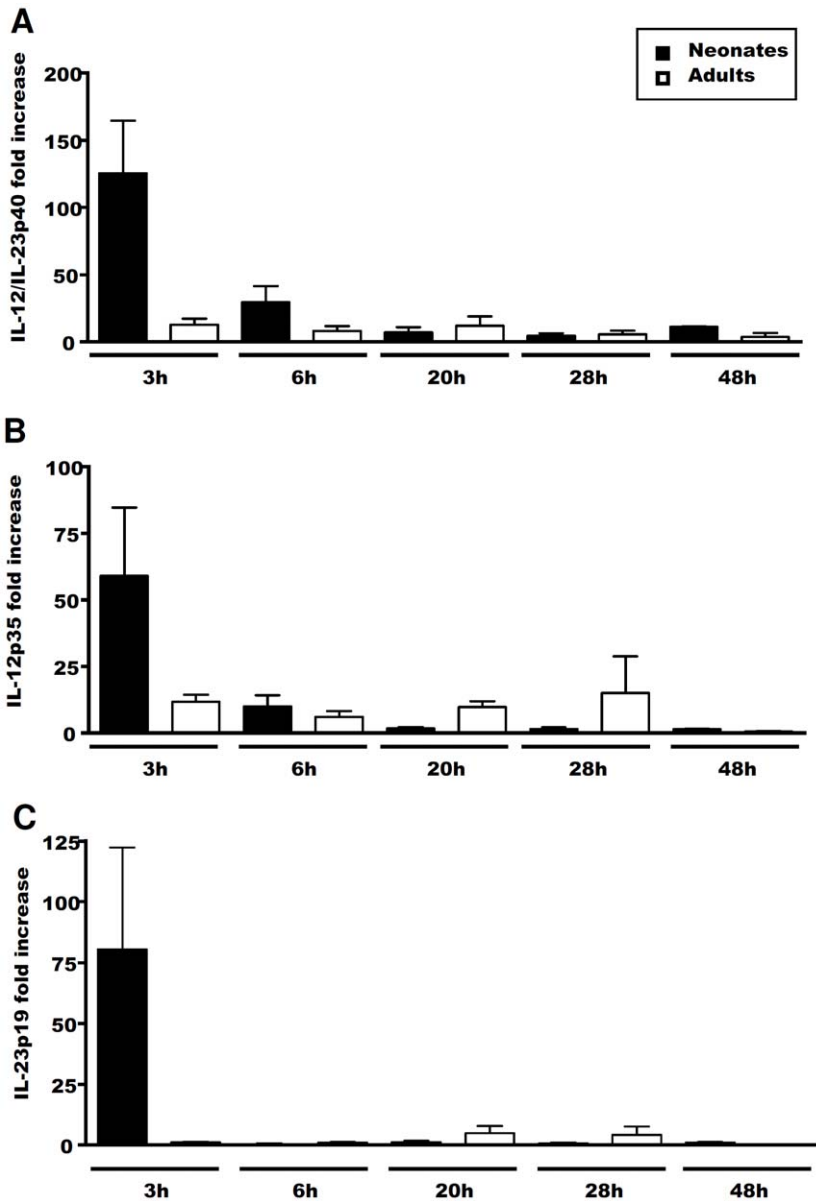 A
IL-12/IL-23p40 fold increase
Neonates
Adults
200
150
100
50
0
3h 6h 20h 28h 48h
B
IL-12p35 fold increase
100
75
50
25
0
3h 6h 20h 28h 48h
C
IL-23p19 fold increase
125
100
75
50
25
0
3h 6h 20h 28h 48h